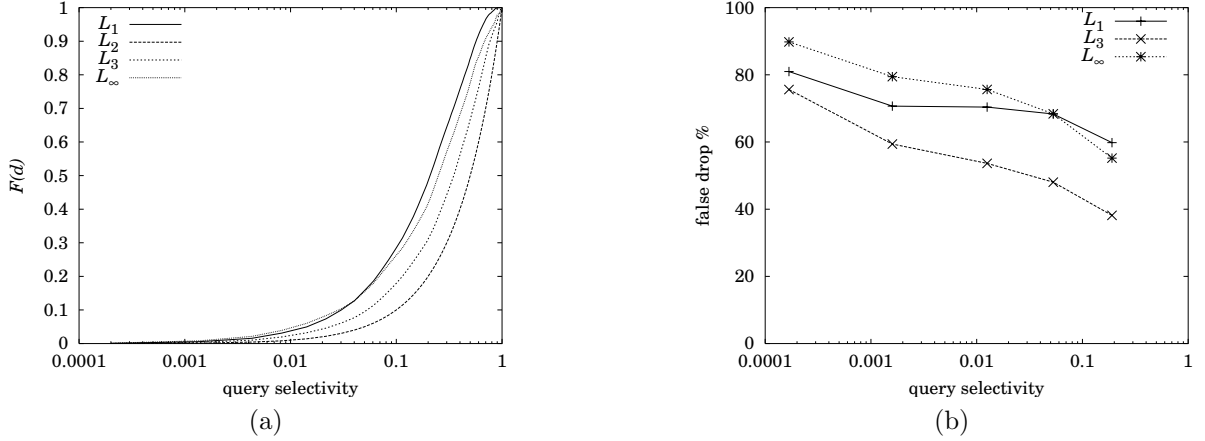 1
0.9
0.8
0.7
0.6
0.5
0.4
0.3
0.2
0.1
0
F(d)
L₁
L₂
L₃
L∞
0.0001 0.001 0.01 0.1 1
query selectivity
(a)
100
80
60
40
20
0
false drop %
L₁
L₃
L∞
0.0001 0.001 0.01 0.1 1
query selectivity
(b)